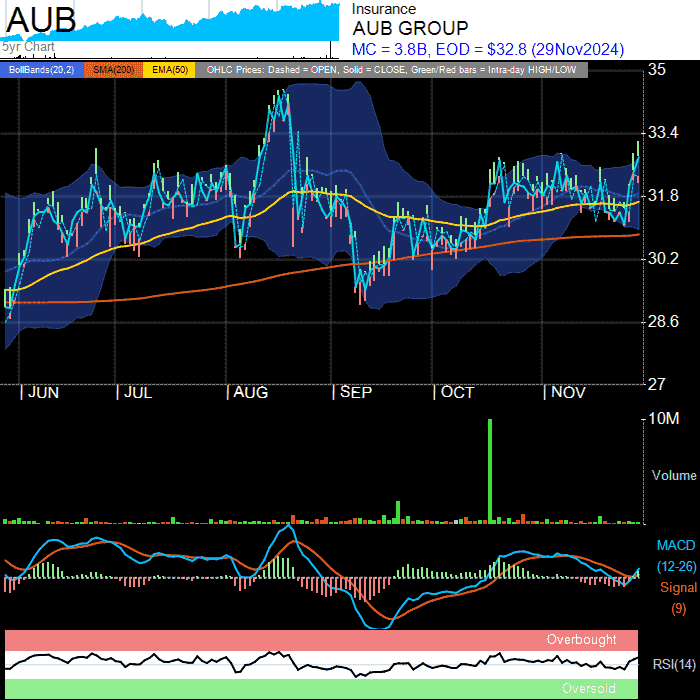 AUB
5yr Chart
Insurance
AUB GROUP
MC = 3.8B, EOD = $32.8 (29Nov2024)
BollBands(20,2) SMA(200) EMA(50) OHLC Prices: Dashed = OPEN, Solid = CLOSE, Green/Red bars = Intra-day HIGH/LOW
35
33.4
31.8
30.2
28.6
27
JUN JUL AUG SEP OCT NOV
10M
Volume
MACD
(12-26)
Signal
(9)
Overbought
RSI(14)
Oversold